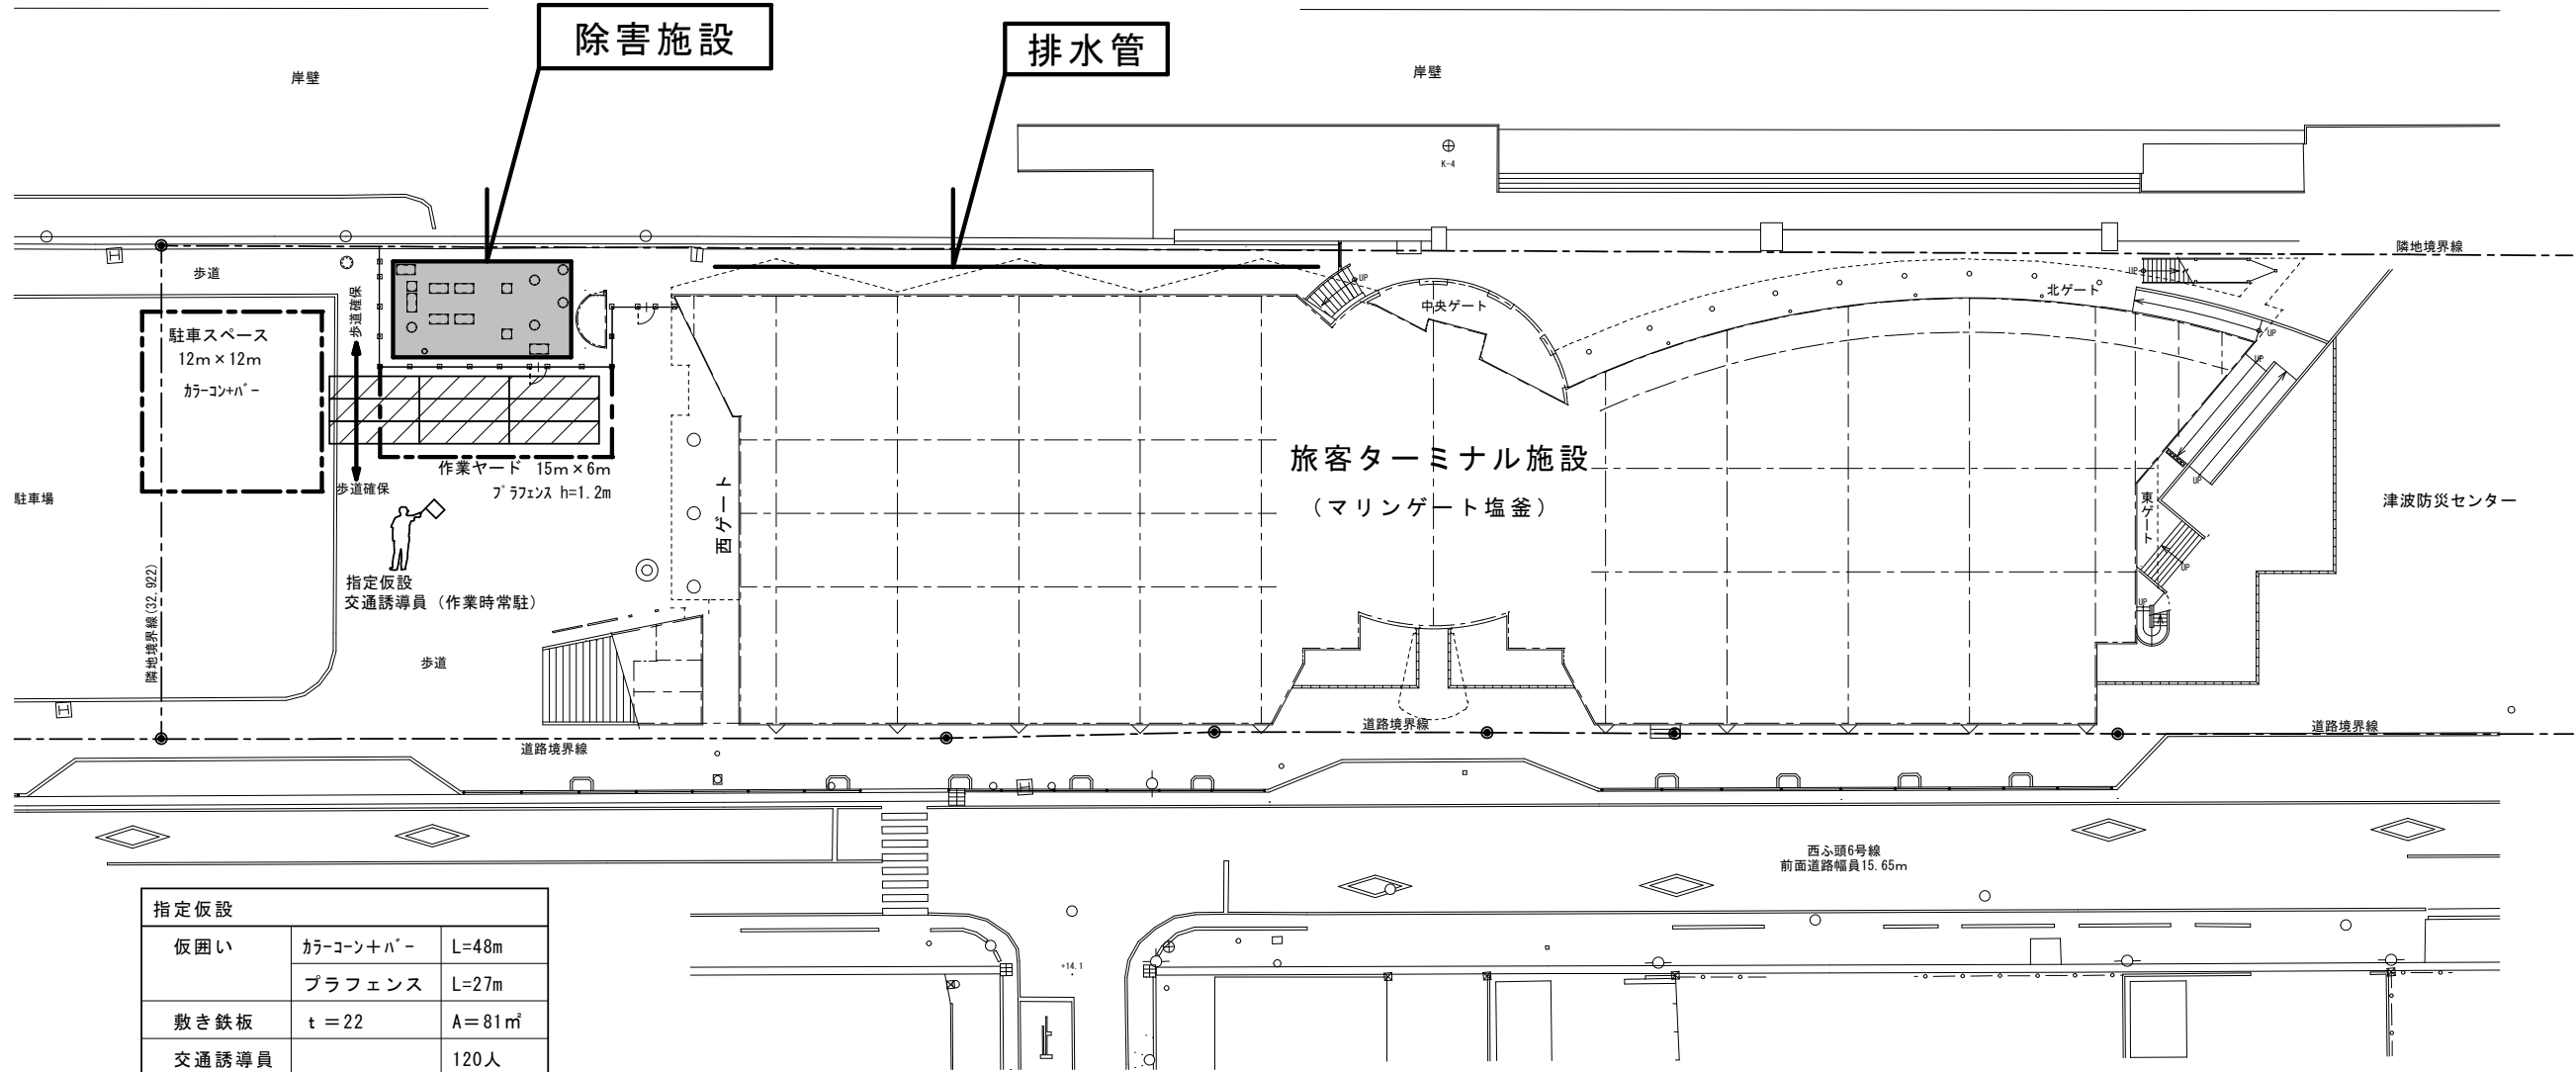 除害施設
排水管
岸壁
岸壁
K-4
隣地境界線
歩道
歩道確保
UP
中央ゲート
北ゲート
UP
UP
UP
駐車スペース
12m×12m
ｶﾗｰｺﾝ+ﾊﾞｰ
旅客ターミナル施設
(マリンゲート塩釜)
作業ヤード 15m×6m
ﾌﾟﾗﾌｪﾝｽ h=1.2m
歩道確保
駐車場
西ゲート
東ゲート
UP
UP
UP
津波防災センター
指定仮設
交通誘導員（作業時常駐）
隣地境界線(32,922)
歩道
道路境界線
道路境界線
道路境界線
西ふ頭6号線
前面道路幅員15.65m
+14.1
指定仮設
仮囲い ｶﾗｰｺｰﾝ＋ﾊﾞｰ L=48m
プラフェンス L=27m
敷き鉄板 t＝22 A=81㎡
交通誘導員 120人